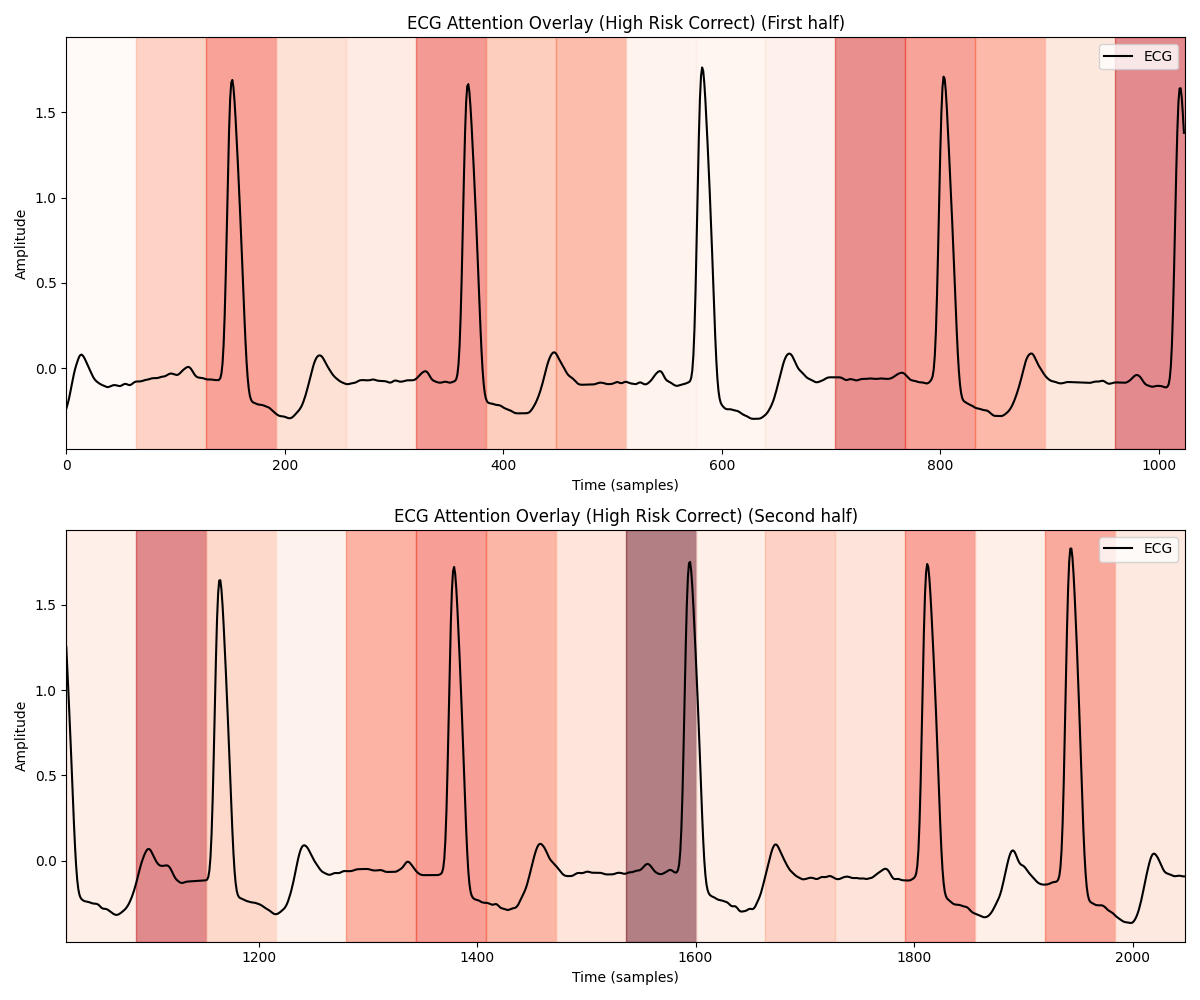 ECG Attention Overlay (High Risk Correct) (First half)
ECG
Amplitude
1.5
1.0
0.5
0.0
0 200 400 600 800 1000
Time (samples)
ECG Attention Overlay (High Risk Correct) (Second half)
ECG
Amplitude
1.5
1.0
0.5
0.0
1200 1400 1600 1800 2000
Time (samples)